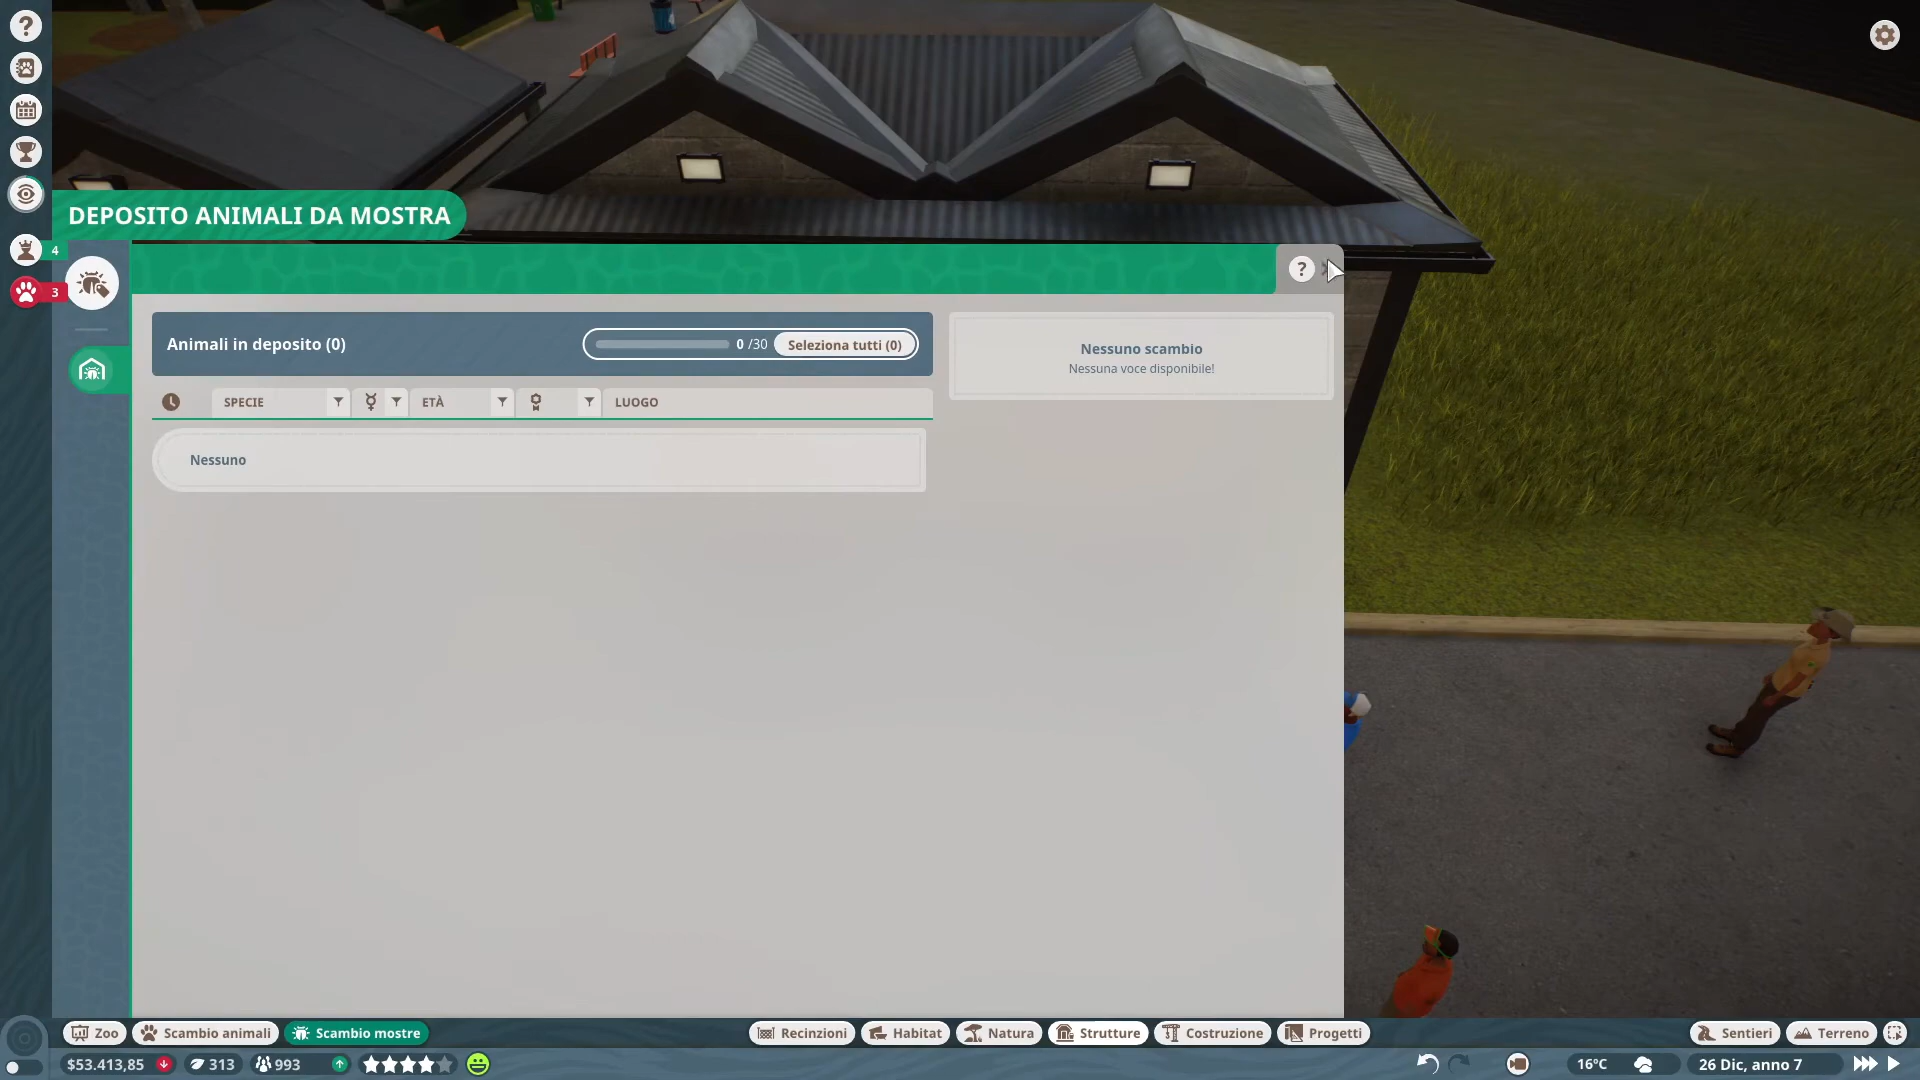 DEPOSITO ANIMALI DA MOSTRA
4
3
?
?
Animali in deposito (0)
0 /30
Seleziona tutti (0)
Nessuno scambio
Nessuna voce disponibile!
SPECIE
ETÀ
LUOGO
Nessuno
Zoo
Scambio animali
Scambio mostre
Recinzioni
Habitat
Natura
Strutture
Costruzione
Progetti
Sentieri
Terreno
$53.413,85
313
993
16°C
26 Dic, anno 7